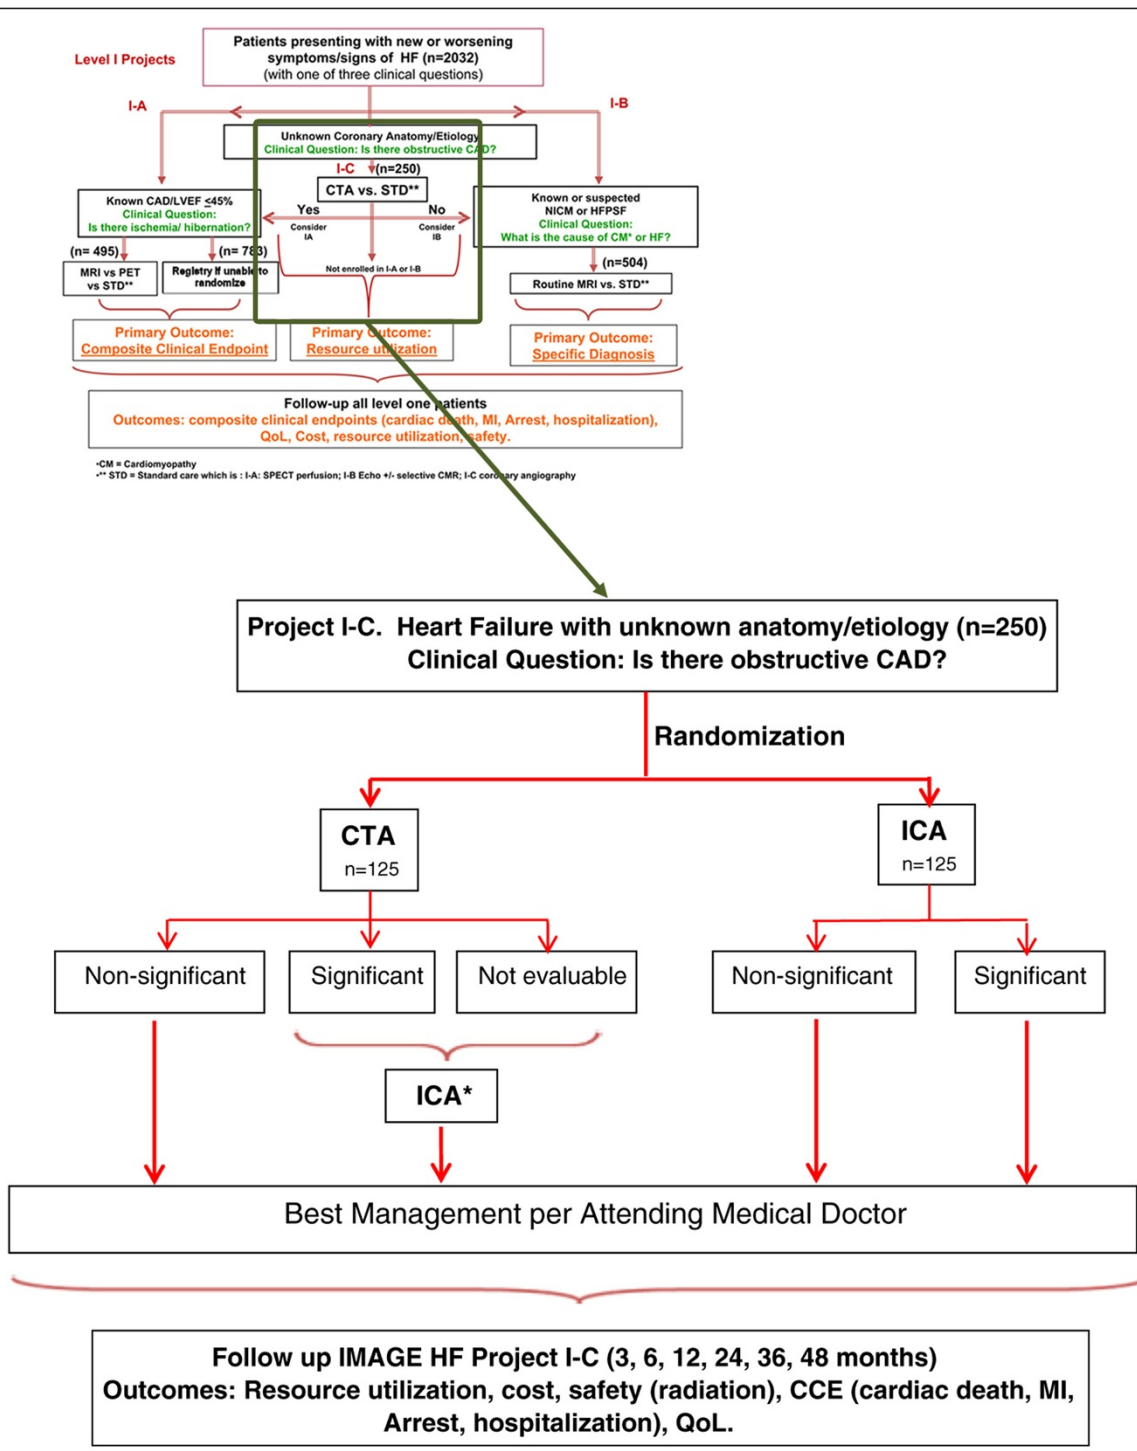 Patients presenting with new or worsening
symptoms/signs of HF (n=2032)
(with one of three clinical questions)
Level I Projects
I-A
I-B
Unknown Coronary Anatomy/Etiology
Clinical Question: Is there obstructive CAD?
I-C
(n=250)
CTA vs. STD**
Yes
No
Consider
IA
Consider
IB
Not enrolled in I-A or I-B
Known CAD/LVEF ≤45%
Clinical Question:
Is there ischemia/ hibernation?
(n= 495)
(n= 783)
MRI vs PET
vs STD**
Registry if unable to
randomize
Known or suspected
NICM or HFPSF
Clinical Question:
What is the cause of CM* or HF?
(n=504)
Routine MRI vs. STD**
Primary Outcome:
Composite Clinical Endpoint
Primary Outcome:
Resource utilization
Primary Outcome:
Specific Diagnosis
Follow-up all level one patients
Outcomes: composite clinical endpoints (cardiac death, MI, Arrest, hospitalization),
QoL, Cost, resource utilization, safety.
•CM = Cardiomyopathy
•** STD = Standard care which is : I-A: SPECT perfusion; I-B Echo +/- selective CMR; I-C coronary angiography
Project I-C. Heart Failure with unknown anatomy/etiology (n=250)
Clinical Question: Is there obstructive CAD?
Randomization
CTA
n=125
ICA
n=125
Non-significant
Significant
Not evaluable
Non-significant
Significant
ICA*
Best Management per Attending Medical Doctor
Follow up IMAGE HF Project I-C (3, 6, 12, 24, 36, 48 months)
Outcomes: Resource utilization, cost, safety (radiation), CCE (cardiac death, MI,
Arrest, hospitalization), QoL.